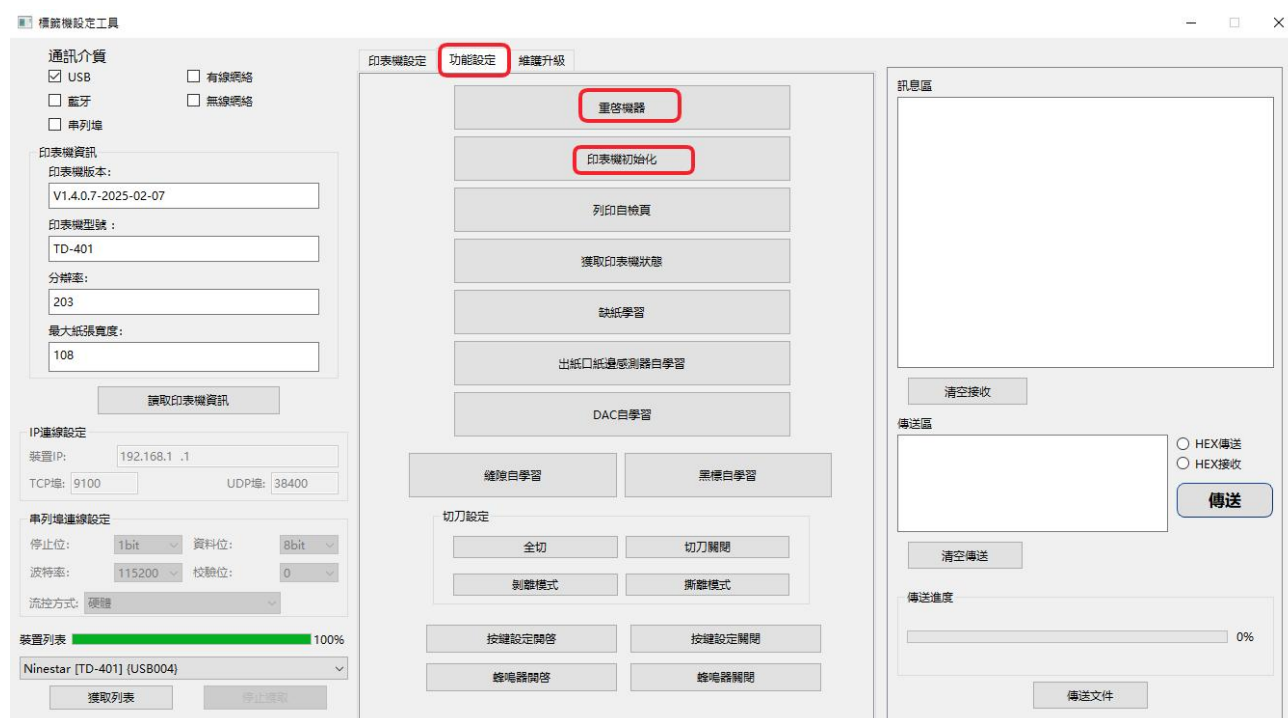 標籤機設定工具
通訊介質
USB
有線網絡
藍牙
無線網絡
串列埠
印表機資訊
印表機版本:
V1.4.0.7-2025-02-07
印表機型號：
TD-401
分辦率:
203
最大紙張寬度:
108
讀取印表機資訊
IP連線設定
裝置IP:
192.168.1 .1
TCP埠: 9100
UDP埠: 38400
串列埠連線設定
停止位: 1bit
資料位: 8bit
波特率: 115200
校驗位: 0
流控方式: 硬體
裝置列表 100%
Ninestar [TD-401] {USB004}
獲取列表
停止獲取
印表機設定
功能設定
維護升級
重啓機器
印表機初始化
列印自檢頁
獲取印表機狀態
缺紙學習
出紙口紙邊感測器自學習
DAC自學習
縫隙自學習
黑標自學習
切刀設定
全切
切刀關閉
剝離模式
撕離模式
按鍵設定開啓
按鍵設定關閉
蜂鳴器開啓
蜂鳴器關閉
訊息區
清空接收
傳送區
HEX傳送
HEX接收
傳送
清空傳送
傳送進度
0%
傳送文件